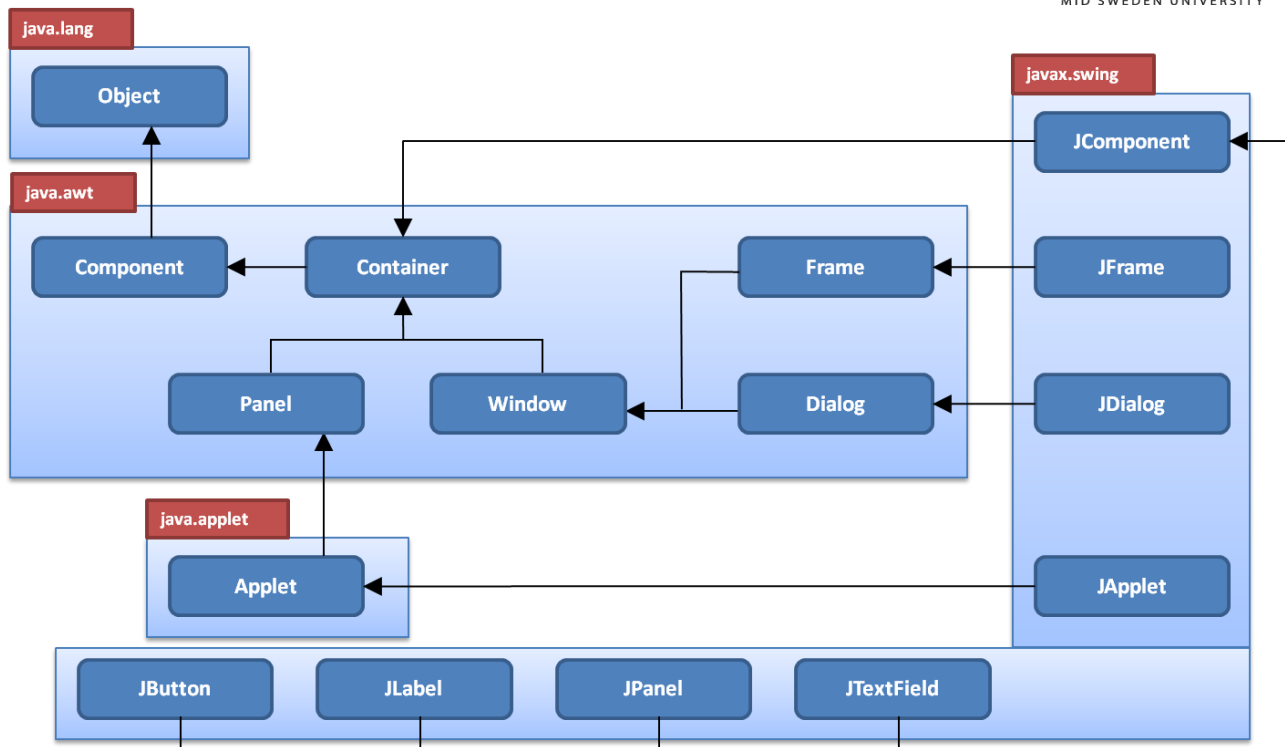 MID SWEDEN UNIVERSITY
java.lang
Object
javax.swing
JComponent
java.awt
Component
Container
Frame
JFrame
Panel
Window
Dialog
JDialog
java.applet
Applet
JApplet
JButton
JLabel
JPanel
JTextField